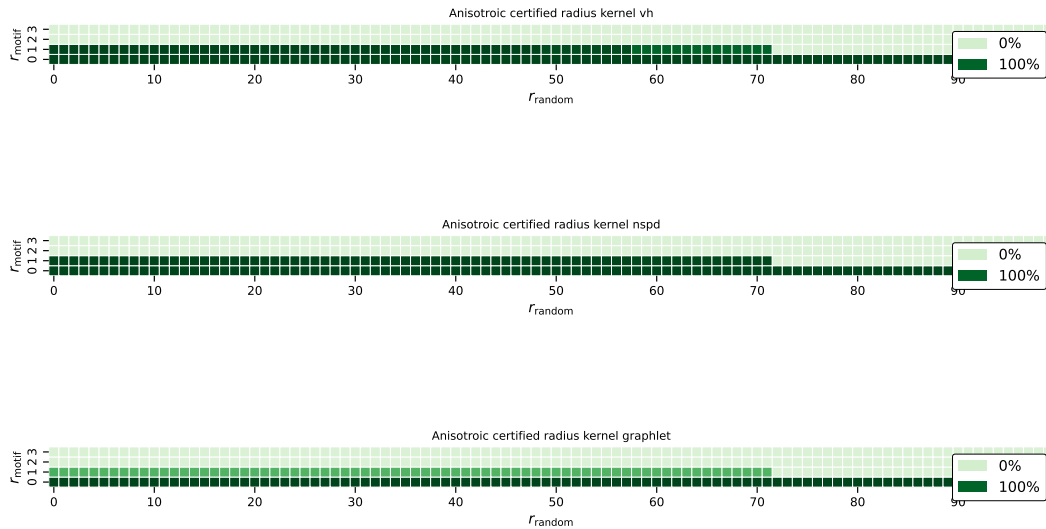 Anisotroic certified radius kernel vh
r_motif
0 1 2 3
0 10 20 30 40 50 60 70 80 90
r_random
0%
100%
Anisotroic certified radius kernel nspd
r_motif
0 1 2 3
0 10 20 30 40 50 60 70 80 90
r_random
0%
100%
Anisotroic certified radius kernel graphlet
r_motif
0 1 2 3
0 10 20 30 40 50 60 70 80 90
r_random
0%
100%